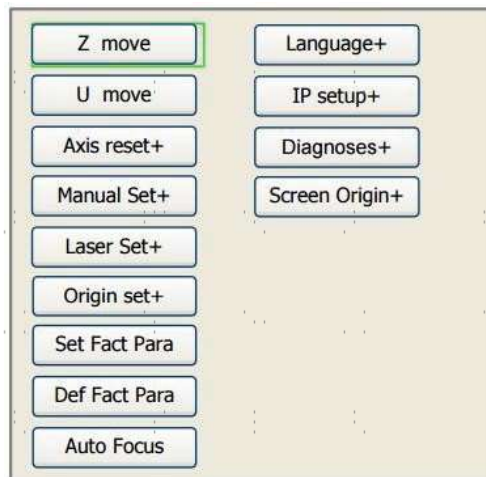 Z move
U move
Axis reset+
Manual Set+
Laser Set+
Origin set+
Set Fact Para
Def Fact Para
Auto Focus
Language+
IP setup+
Diagnoses+
Screen Origin+